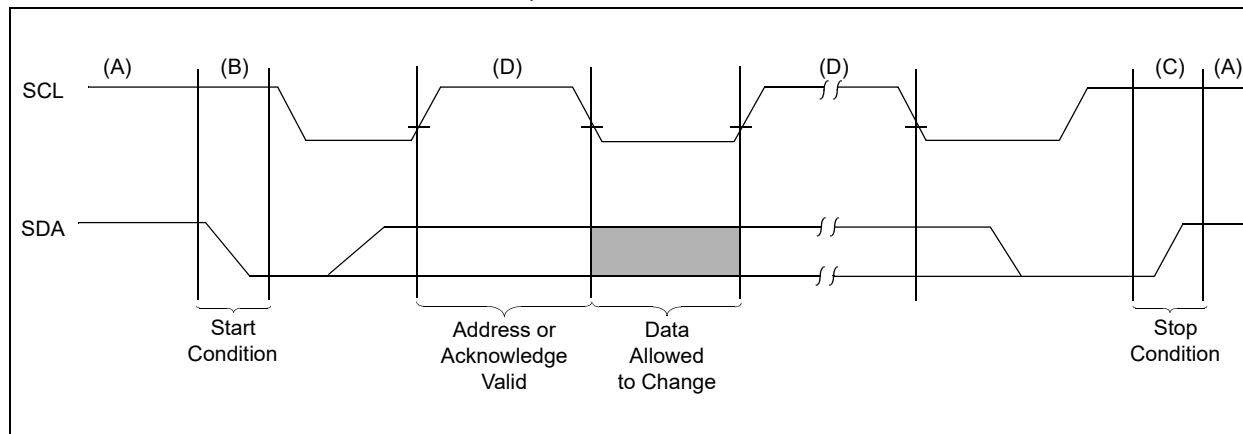 (A) (B) (D) (D) (C) (A)
SCL
SDA
Start
Condition
Address or
Acknowledge
Valid
Data
Allowed
to Change
Stop
Condition